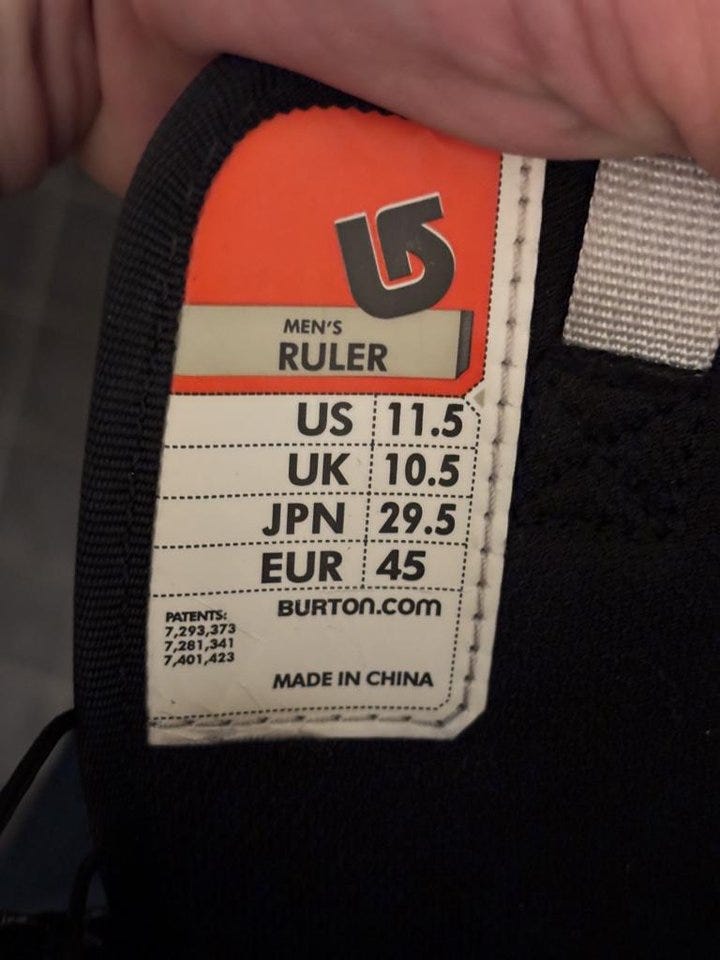 MEN'S
RULER
US 11.5
UK 10.5
JPN 29.5
EUR 45
BURTON.COM
PATENTS:
7,293,373
7,281,341
7,401,423
MADE IN CHINA